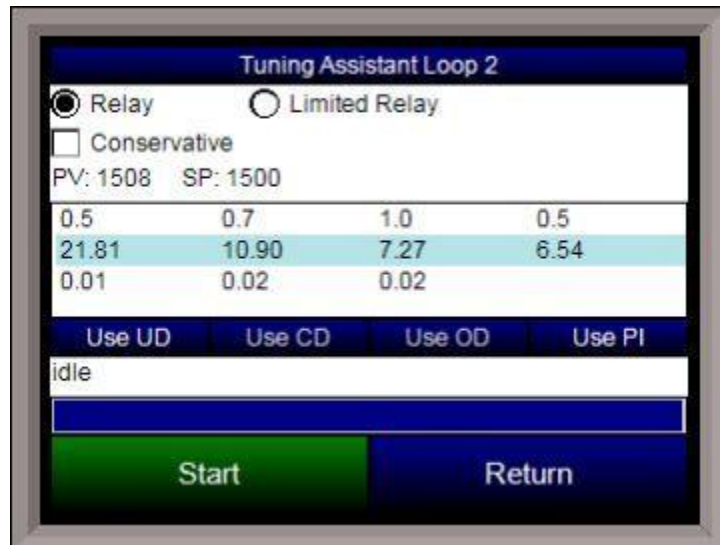 Tuning Assistant Loop 2
Relay Limited Relay
Conservative
PV: 1508 SP: 1500
0.5 0.7 1.0 0.5
21.81 10.90 7.27 6.54
0.01 0.02 0.02
Use UD Use CD Use OD Use PI
idle
Start Return